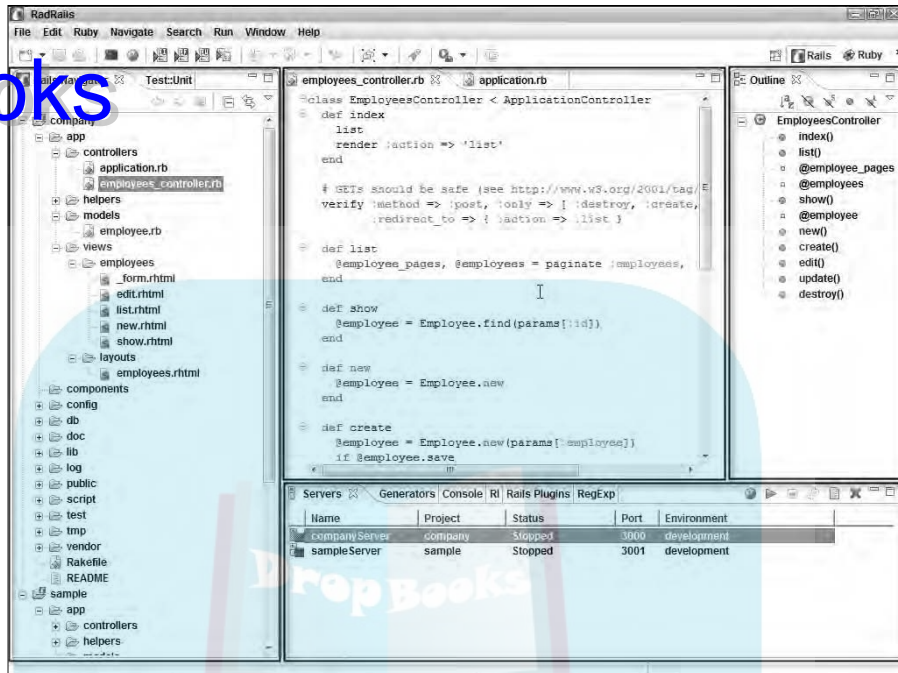 RadRails
File Edit Ruby Navigate Search Run Window Help
Rails Ruby
oks
Rails Navigator Test::Unit
company
app
controllers
application.rb
employees_controller.rb
helpers
models
employee.rb
views
employees
_form.rhtml
edit.rhtml
list.rhtml
new.rhtml
show.rhtml
layouts
employees.rhtml
components
config
db
doc
lib
log
public
script
test
tmp
vendor
Rakefile
README
sample
app
controllers
helpers
models
employees_controller.rb application.rb
class EmployeesController < ApplicationController
def index
list
render :action => 'list'
end
# GETs should be safe (see http://www.w3.org/2001/tag/
verify :method => :post, :only => [ :destroy, :create,
:redirect_to => { :action => :list }
def list
@employee_pages, @employees = paginate :employees,
end
def show
@employee = Employee.find(params[:id])
end
def new
@employee = Employee.new
end
def create
@employee = Employee.new(params[:employee])
if @employee.save
Outline
EmployeesController
index()
list()
@employee_pages
@employees
show()
@employee
new()
create()
edit()
update()
destroy()
Servers Generators Console RI Rails Plugins RegExp
Name Project Status Port Environment
companyServer company Stopped 3000 development
sampleServer sample Stopped 3001 development
Drop Books